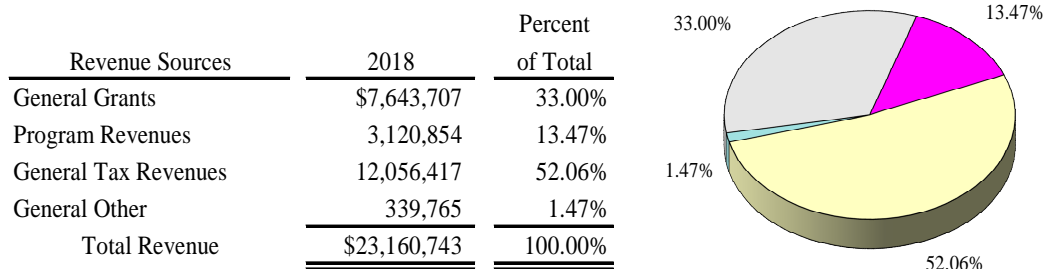 Percent
Revenue Sources 2018 of Total
General Grants $7,643,707 33.00%
Program Revenues 3,120,854 13.47%
General Tax Revenues 12,056,417 52.06%
General Other 339,765 1.47%
Total Revenue $23,160,743 100.00%
33.00%
13.47%
1.47%
52.06%